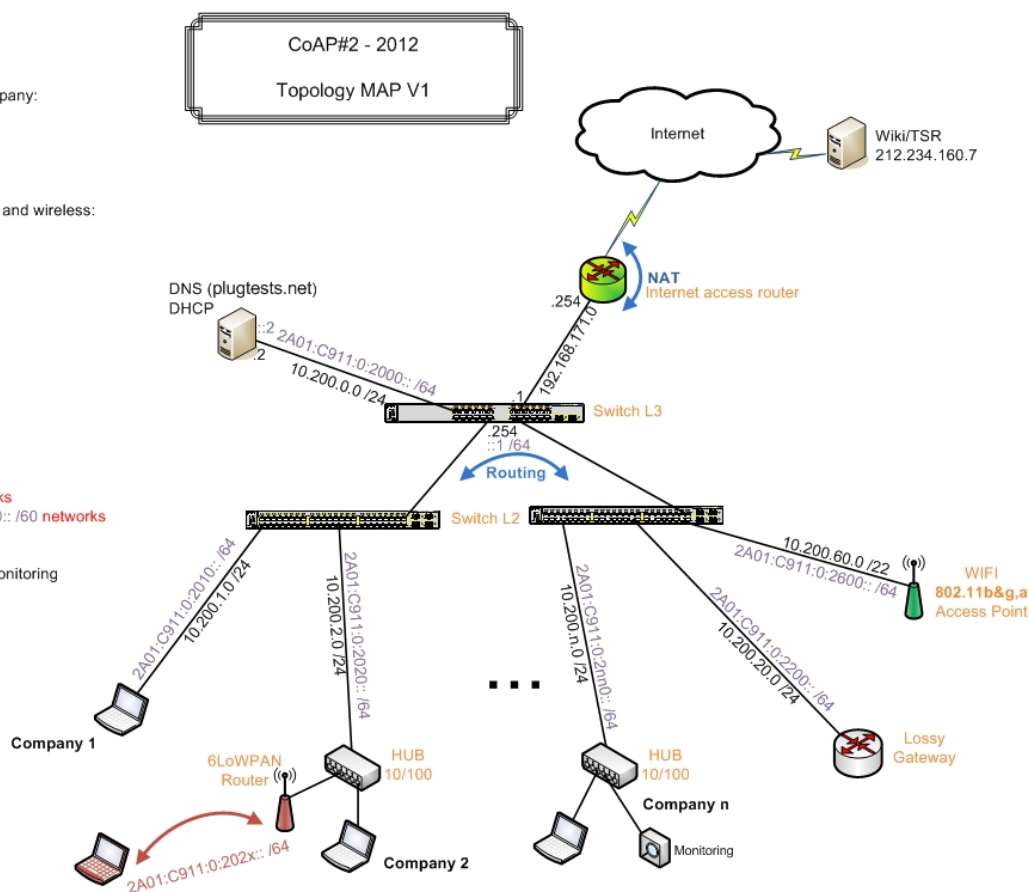 CoAP#2 - 2012
Topology MAP V1
pany:
Internet
Wiki/TSR
212.234.160.7
and wireless:
NAT
Internet access router
.254
192.168.171.0
DNS (plugtests.net)
DHCP
::2 2A01:C911:0:2000:: /64
.2
10.200.0.0 /24
.1
Switch L3
.254
::1 /64
Routing
ks
):: /60 networks
Switch L2
onitoring
10.200.60.0 /22
2A01:C911:0:2600:: /64
WIFI
802.11b&g,a
Access Point
2A01:C911:0:2010:: /64
10.200.1.0 /24
2A01:C911:0:2020:: /64
10.200.2.0 /24
2A01:C911:0:2nn0:: /64
10.200.n.0 /24
2A01:C911:0:2200:: /64
10.200.20.0 /24
...
Company 1
6LoWPAN
Router
HUB
10/100
HUB
10/100
Lossy
Gateway
Company n
Monitoring
Company 2
2A01:C911:0:202x:: /64